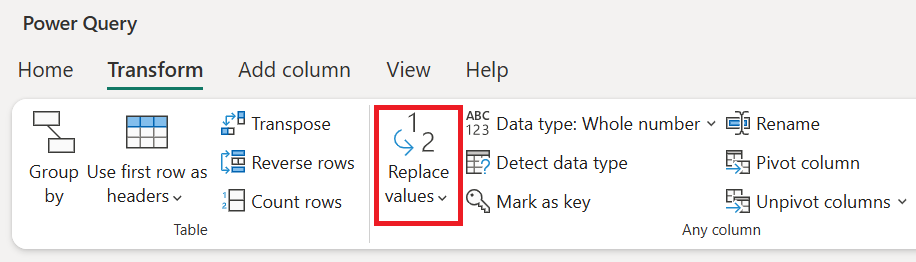 Power Query
Home Transform Add column View Help
Group by
Use first row as headers
Transpose
Reverse rows
1
2
Count rows
Table
1
2
Replace values
ABC
123
Data type: Whole number
?
Detect data type
Mark as key
Rename
Pivot column
Unpivot columns
Any column